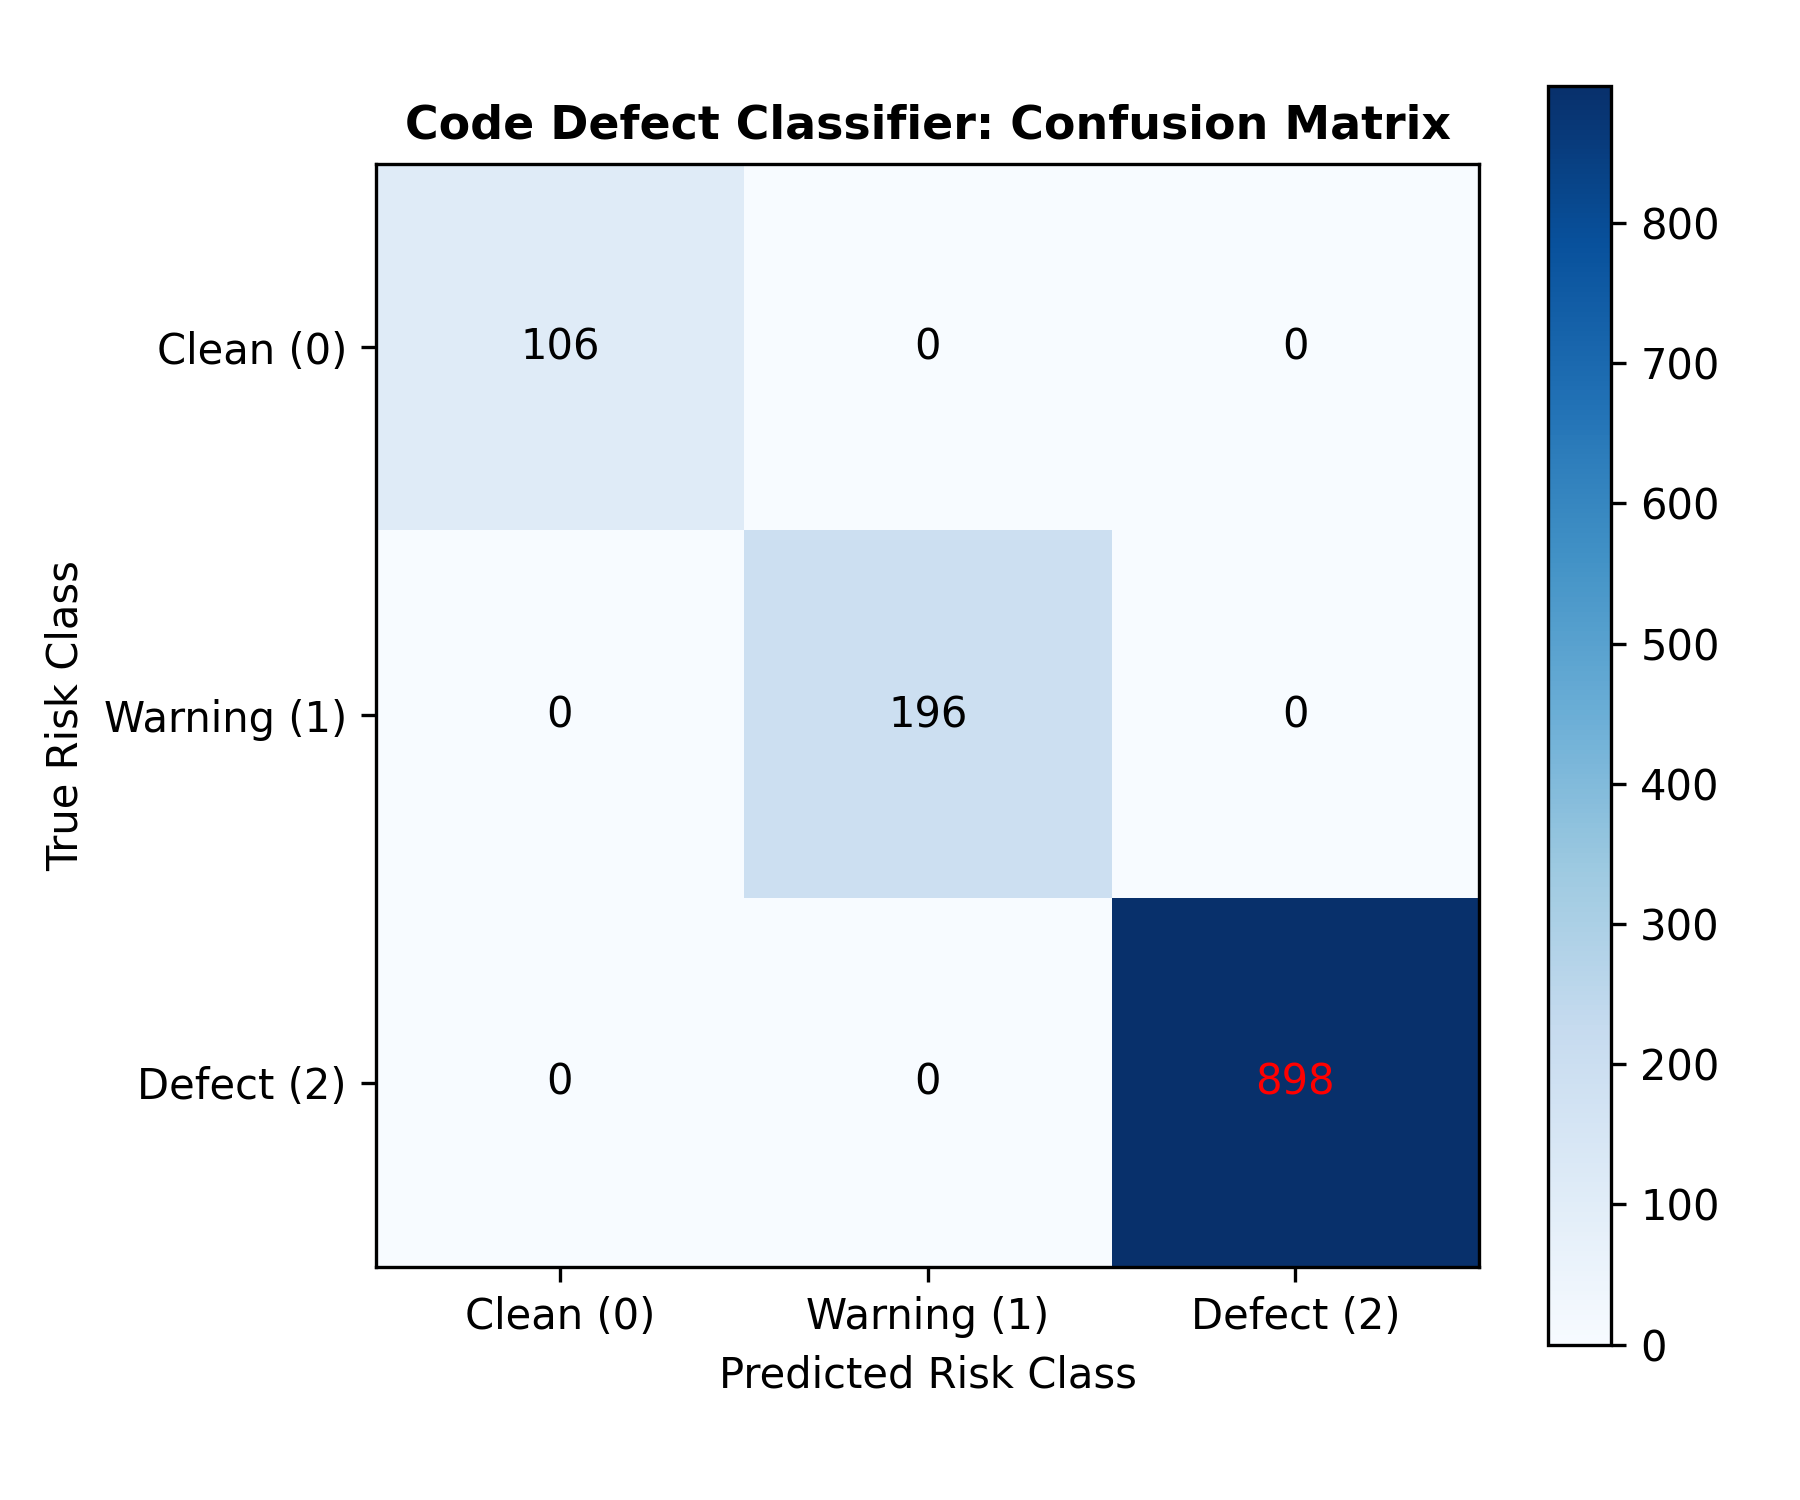 Code Defect Classifier: Confusion Matrix
True Risk Class
Clean (0)
106 0 0
Warning (1)
0 196 0
Defect (2)
0 0 898
Clean (0) Warning (1) Defect (2)
Predicted Risk Class
800
700
600
500
400
300
200
100
0